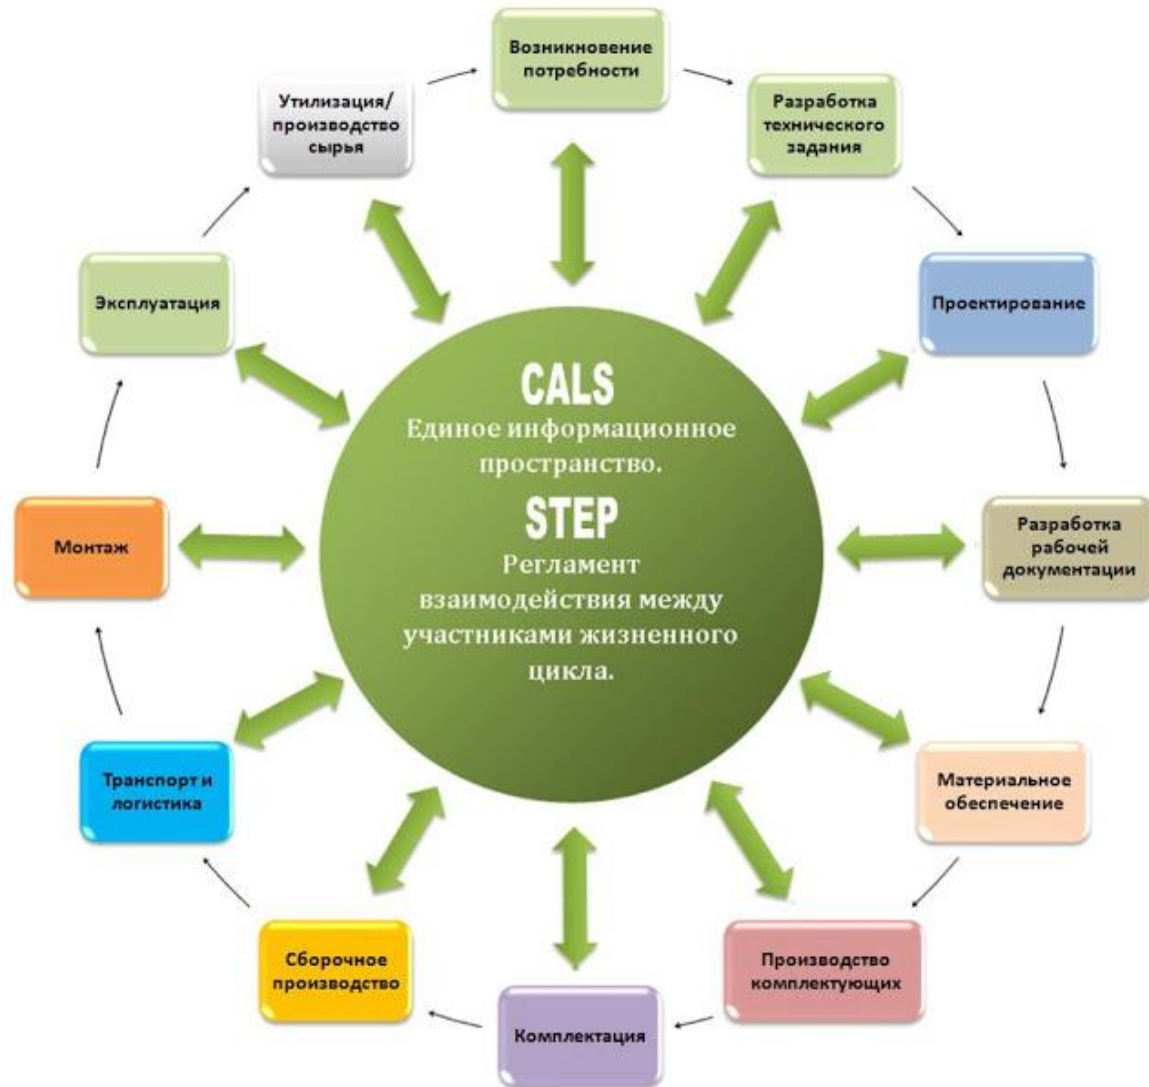 Возникновение
потребности
Разработка
технического
задания
Проектирование
Разработка
рабочей
документации
Материальное
обеспечение
Производство
комплектующих
Комплектация
Сборочное
производство
Транспорт и
логистика
Монтаж
Эксплуатация
Утилизация/
производство
сырья
CALS
Единое информационное
пространство.
STEP
Регламент
взаимодействия между
участниками жизненного
цикла.